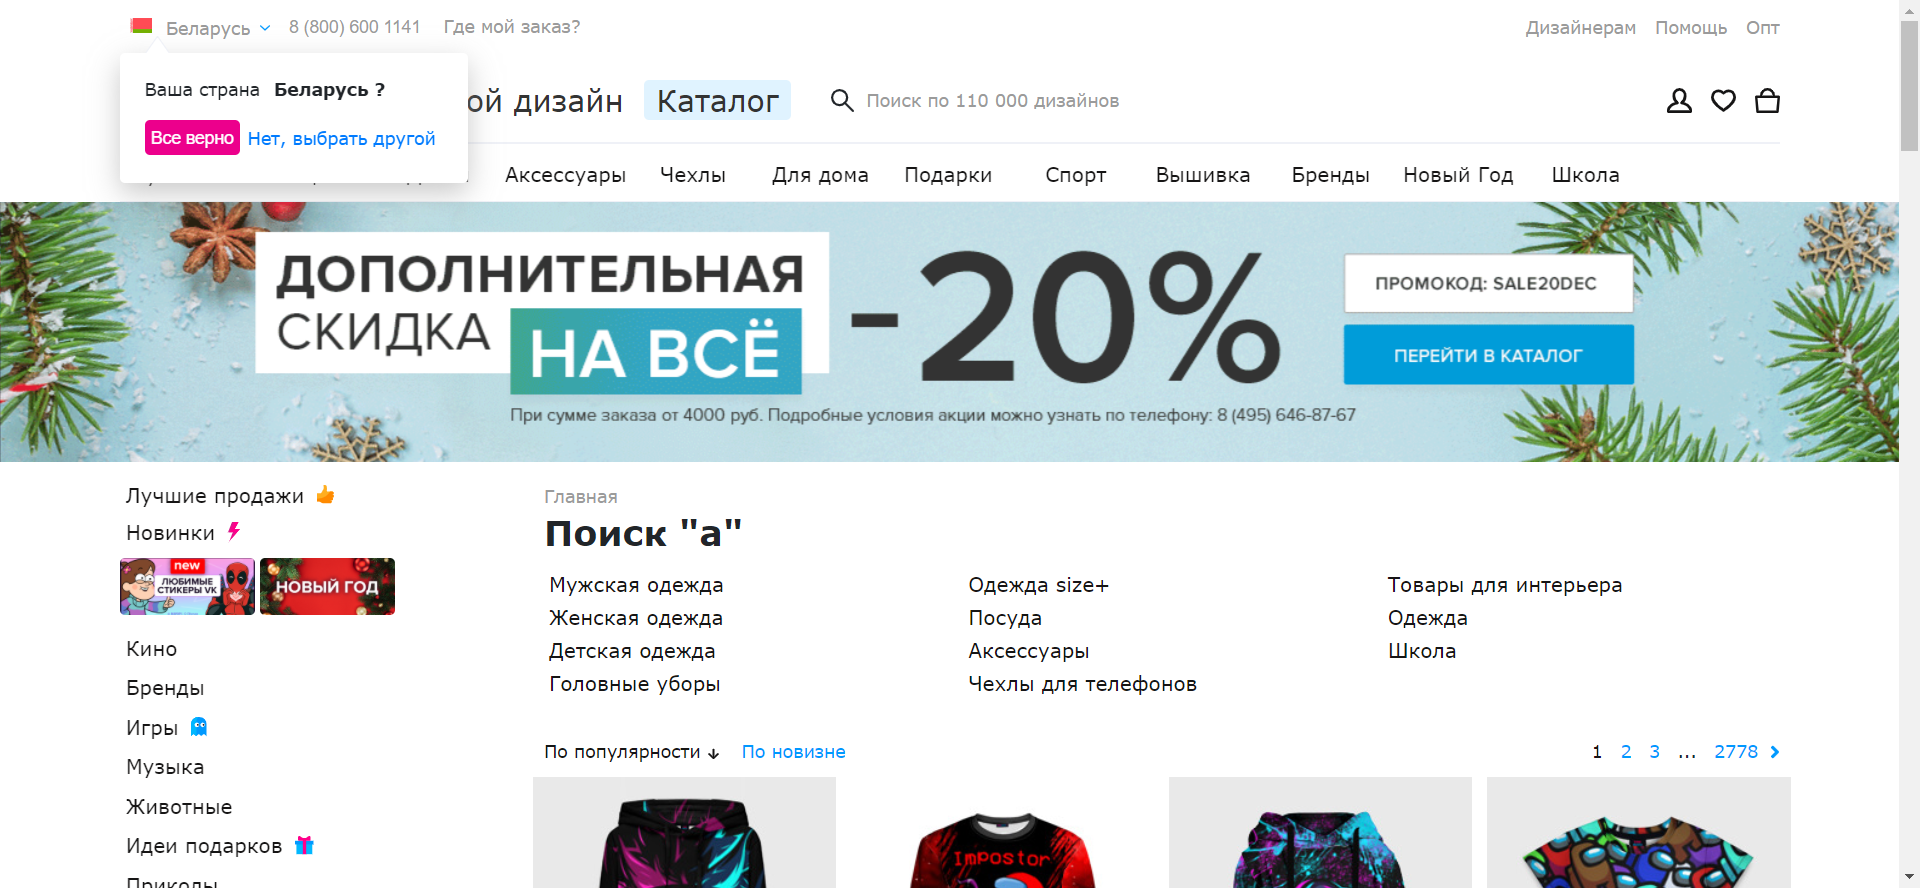 Беларусь
8 (800) 600 1141
Где мой заказ?
Дизайнерам
Помощь
Опт
Ваша страна Беларусь ?
Все верно
Нет, выбрать другой
ой дизайн
Каталог
Поиск по 110 000 дизайнов
Аксессуары
Чехлы
Для дома
Подарки
Спорт
Вышивка
Бренды
Новый Год
Школа
ДОПОЛНИТЕЛЬНАЯ
СКИДКА
НА ВСЁ
-20%
ПРОМОКОД: SALE20DEC
ПЕРЕЙТИ В КАТАЛОГ
При сумме заказа от 4000 руб. Подробные условия акции можно узнать по телефону: 8 (495) 646-87-67
Лучшие продажи
Новинки
new
ЛЮБИМЫЕ
СТИКЕРЫ VK
НОВЫЙ ГОД
Кино
Бренды
Игры
Музыка
Животные
Идеи подарков
Приколы
Главная
Поиск "а"
Мужская одежда
Женская одежда
Детская одежда
Головные уборы
Одежда size+
Посуда
Аксессуары
Чехлы для телефонов
Товары для интерьера
Одежда
Школа
По популярности
По новизне
1 2 3 ... 2778
Impostor